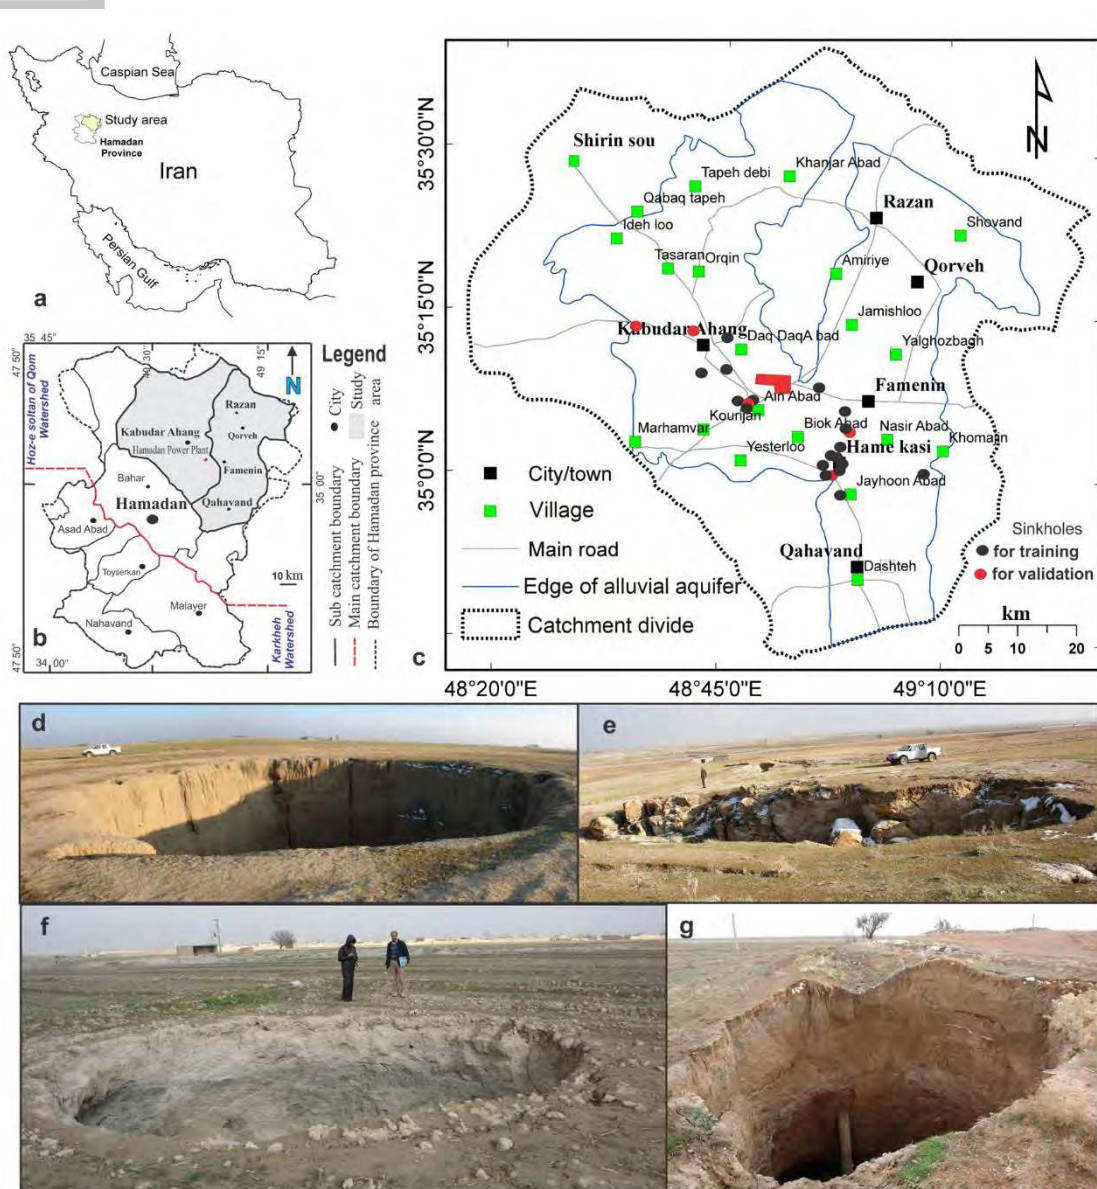 Caspian Sea
Study area
Hamadan
Province
Iran
Persian Gulf
a
35 45"
47 50"
48 30"
49 15"
N
Hoz-e soltan of Qom
Watershed
Razan
Kabudar Ahang
Qorveh
Hamadan Power Plant
Famenin
Bahar
Hamadan
Qahavand
35 00"
Asad Abad
Toyserkan
10 km
Malayer
Nahavand
b
Karkheh
Watershed
47 50"
34 00"
Legend
City
Study
area
Sub catchment boundary
Main catchment boundary
Boundary of Hamadan province
35°30'0"N
35°15'0"N
35°0'0"N
N
Shirin sou
Tapeh debi
Khanjar Abad
Qabaq tapeh
Razan
Ideh loo
Shovand
Tasaran
Orqin
Amiriye
Qorveh
Jamishloo
Kabudar Ahang
Daq DaqA bad
Yalghozbagh
Ain Abad
Famenin
Kourijan
Biok Abad
Nasir Abad
Marhamvar
Khomain
Yesterloo
Hame kasi
Jayhoon Abad
City/town
Village
Main road
Edge of alluvial aquifer
Catchment divide
Qahavand
Dashteh
Sinkholes
for training
for validation
km
0 5 10 20
c
48°20'0"E
48°45'0"E
49°10'0"E
d
e
f
g